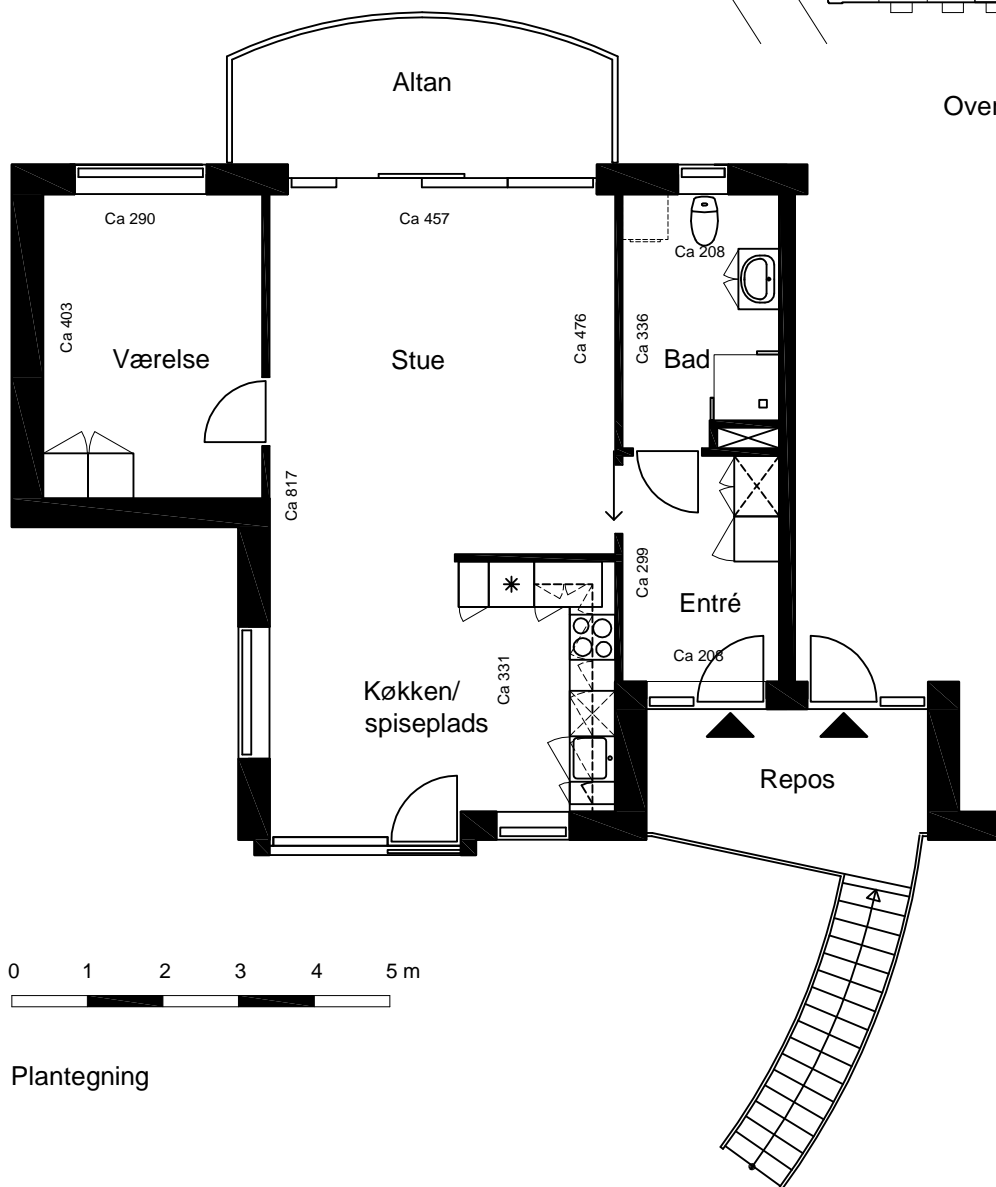 Altan
Over
Ca 290
Ca 457
Ca 208
Ca 403
Ca 476
Ca 336
Værelse
Stue
Bad
Ca 817
Ca 299
Entré
Ca 208
Ca 331
Køkken/
spiseplads
Repos
0 1 2 3 4 5 m
Plantegning